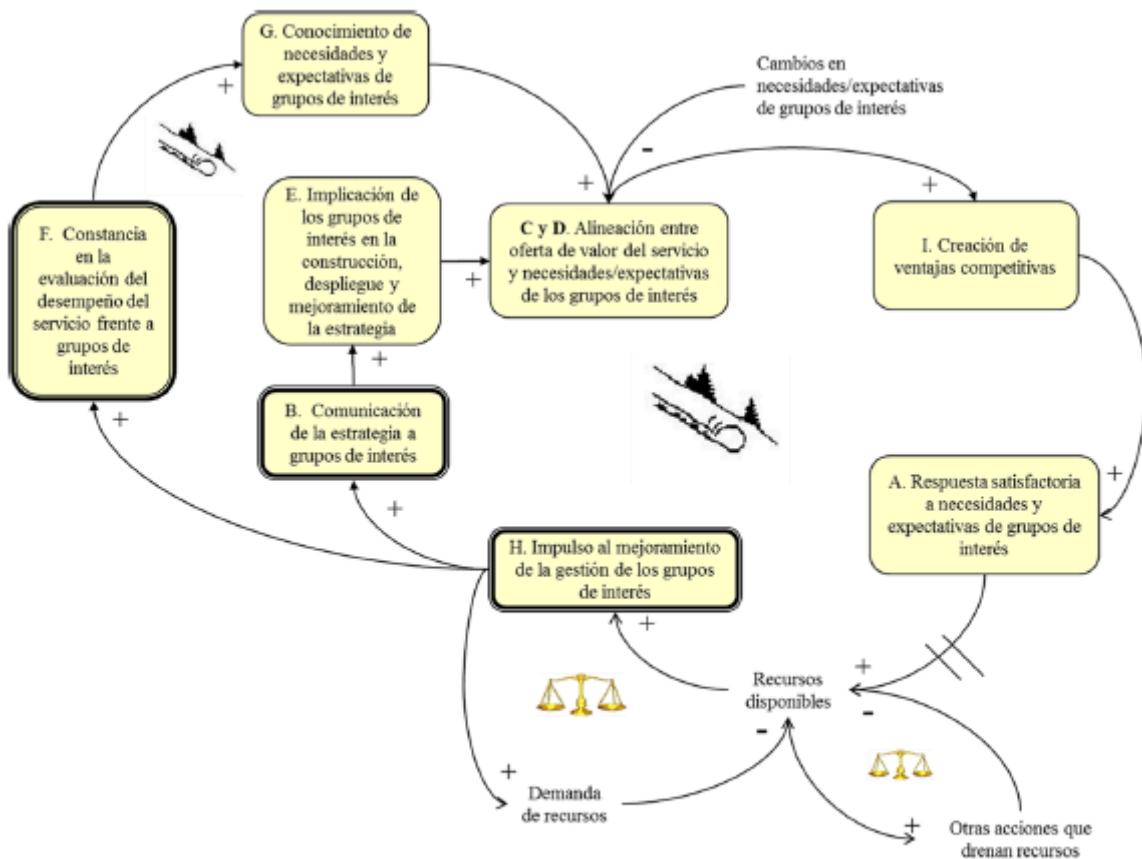 G. Conocimiento de
necesidades y
expectativas de
grupos de interés
+
Cambios en
necesidades/expectativas
de grupos de interés
-
E. Implicación de
los grupos de
interés en la
construcción,
despliegue y
mejoramiento de
la estrategia
+
C y D. Alineación entre
oferta de valor del servicio
y necesidades/expectativas
de los grupos de interés
+
+
I. Creación de
ventajas competitivas
F. Constancia
en la
evaluación del
desempeño del
servicio frente a
grupos de
interés
+
+
B. Comunicación
de la estrategia a
grupos de interés
+
A. Respuesta satisfactoria
a necesidades y
expectativas de grupos de
interés
+
H. Impulso al mejoramiento
de la gestión de los grupos
de interés
+
Recursos
disponibles
+
-
-
+
Demanda
de recursos
+
Otras acciones que
drenan recursos